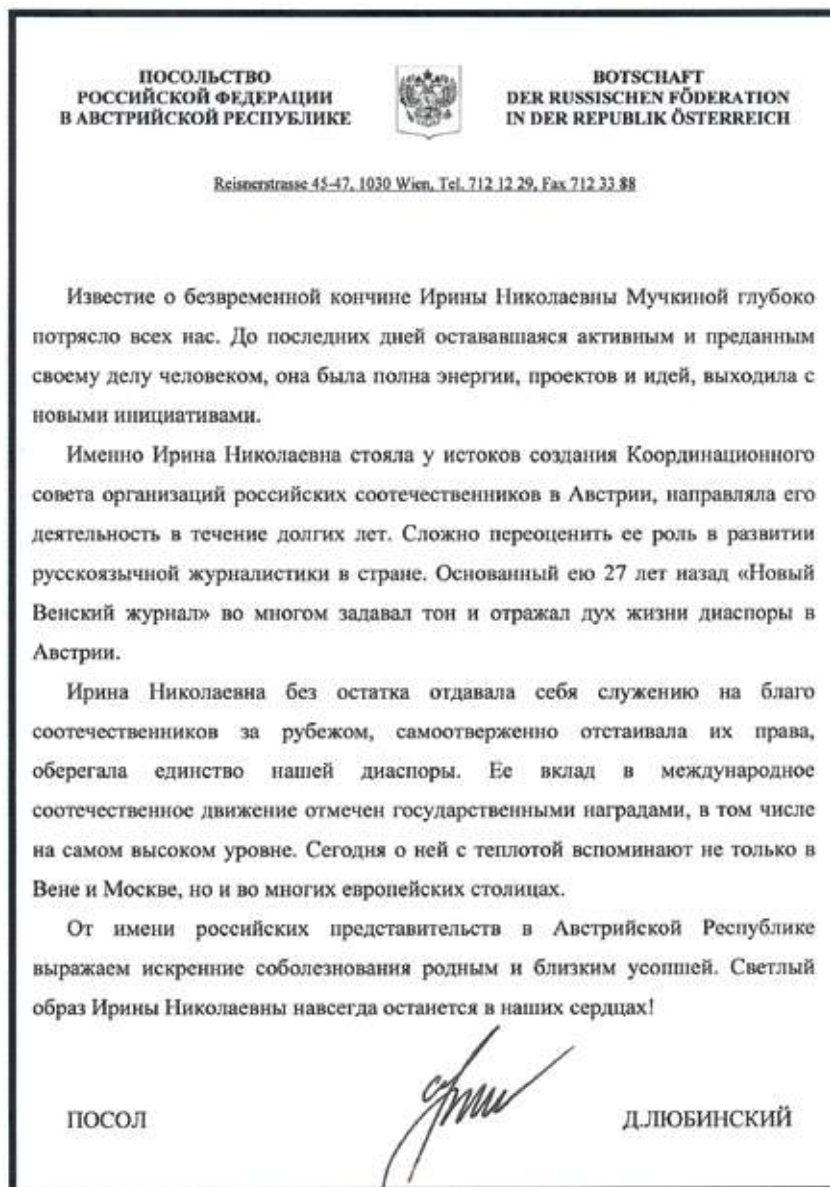 ПОСОЛЬСТВО
РОССИЙСКОЙ ФЕДЕРАЦИИ
В АВСТРИЙСКОЙ РЕСПУБЛИКЕ
BOTSCHAFT
DER RUSSISCHEN FÖDERATION
IN DER REPUBLIK ÖSTERREICH
Reisnerstrasse 45-47, 1030 Wien, Tel. 712 12 29, Fax 712 33 88
Известие о безвременной кончине Ирины Николаевны Мучкиной глубоко
потрясло всех нас. До последних дней остававшаяся активным и преданным
своему делу человеком, она была полна энергии, проектов и идей, выходила с
новыми инициативами.
Именно Ирина Николаевна стояла у истоков создания Координационного
совета организаций российских соотечественников в Австрии, направляла его
деятельность в течение долгих лет. Сложно переоценить ее роль в развитии
русскоязычной журналистики в стране. Основанный ею 27 лет назад «Новый
Венский журнал» во многом задавал тон и отражал дух жизни диаспоры в
Австрии.
Ирина Николаевна без остатка отдавала себя служению на благо
соотечественников за рубежом, самоотверженно отстаивала их права,
оберегала единство нашей диаспоры. Ее вклад в международное
соотечественное движение отмечен государственными наградами, в том числе
на самом высоком уровне. Сегодня о ней с теплотой вспоминают не только в
Вене и Москве, но и во многих европейских столицах.
От имени российских представительств в Австрийской Республике
выражаем искренние соболезнования родным и близким усопшей. Светлый
образ Ирины Николаевны навсегда останется в наших сердцах!
ПОСОЛ
Д.ЛЮБИНСКИЙ